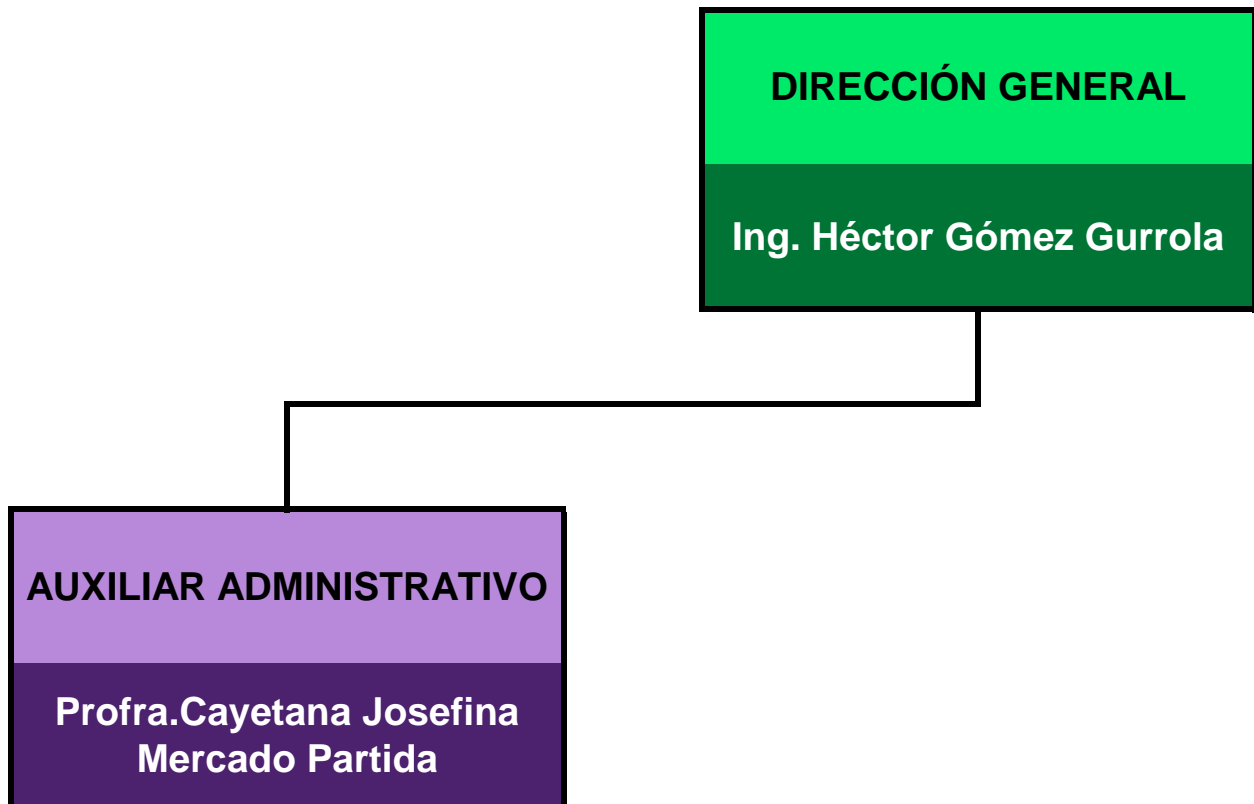 DIRECCIÓN GENERAL
Ing. Héctor Gómez Gurrola
AUXILIAR ADMINISTRATIVO
Profra.Cayetana Josefina
Mercado Partida